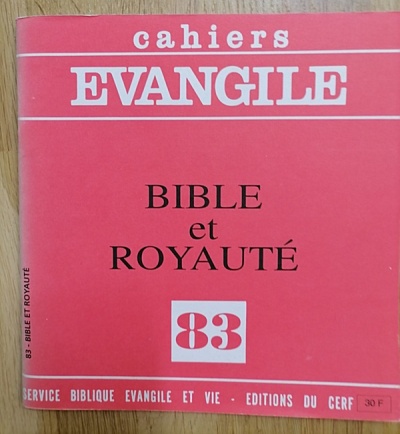 cahiers
EVANGILE
BIBLE
et
ROYAUTÉ
83
83 - BIBLE ET ROYAUTÉ
SERVICE BIBLIQUE EVANGILE ET VIE - EDITIONS DU CERF 30 F